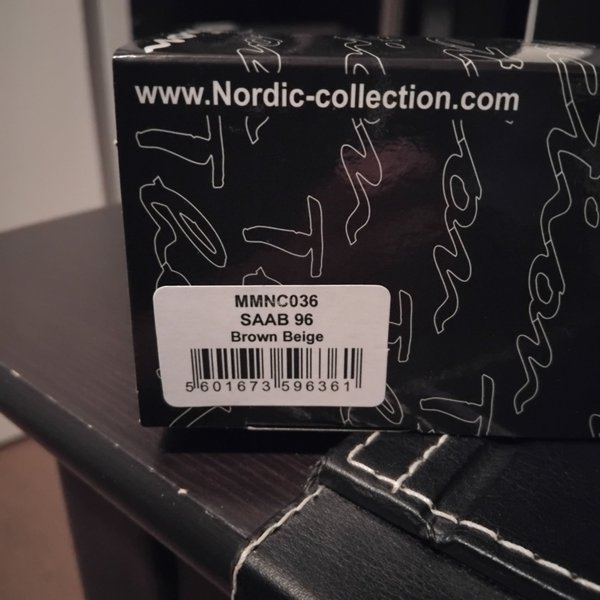 www.Nordic-collection.com
MMNC036
SAAB 96
Brown Beige
5 601673 596361